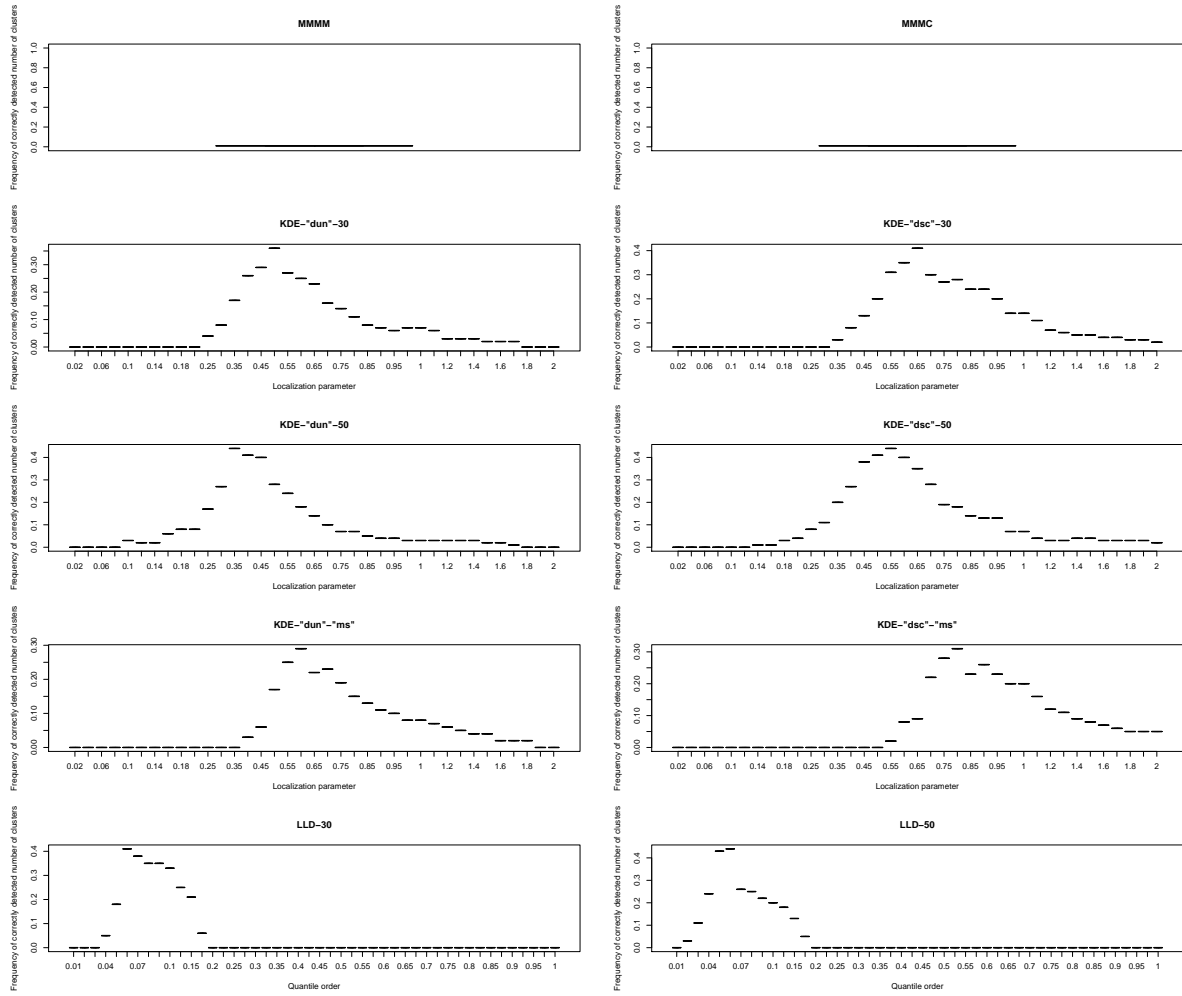 MMMM
Frequency of correctly detected number of clusters
0.0 0.2 0.4 0.6 0.8 1.0
MMMC
Frequency of correctly detected number of clusters
0.0 0.2 0.4 0.6 0.8 1.0
KDE−"dun"−30
Frequency of correctly detected number of clusters
0.00 0.10 0.20 0.30
0.02 0.06 0.1 0.14 0.18 0.25 0.35 0.45 0.55 0.65 0.75 0.85 0.95 1 1.2 1.4 1.6 1.8 2
Localization parameter
KDE−"dsc"−30
Frequency of correctly detected number of clusters
0.0 0.1 0.2 0.3 0.4
0.02 0.06 0.1 0.14 0.18 0.25 0.35 0.45 0.55 0.65 0.75 0.85 0.95 1 1.2 1.4 1.6 1.8 2
Localization parameter
KDE−"dun"−50
Frequency of correctly detected number of clusters
0.0 0.1 0.2 0.3 0.4
0.02 0.06 0.1 0.14 0.18 0.25 0.35 0.45 0.55 0.65 0.75 0.85 0.95 1 1.2 1.4 1.6 1.8 2
Localization parameter
KDE−"dsc"−50
Frequency of correctly detected number of clusters
0.0 0.1 0.2 0.3 0.4
0.02 0.06 0.1 0.14 0.18 0.25 0.35 0.45 0.55 0.65 0.75 0.85 0.95 1 1.2 1.4 1.6 1.8 2
Localization parameter
KDE−"dun"−"ms"
Frequency of correctly detected number of clusters
0.00 0.10 0.20 0.30
0.02 0.06 0.1 0.14 0.18 0.25 0.35 0.45 0.55 0.65 0.75 0.85 0.95 1 1.2 1.4 1.6 1.8 2
Localization parameter
KDE−"dsc"−"ms"
Frequency of correctly detected number of clusters
0.00 0.10 0.20 0.30
0.02 0.06 0.1 0.14 0.18 0.25 0.35 0.45 0.55 0.65 0.75 0.85 0.95 1 1.2 1.4 1.6 1.8 2
Localization parameter
LLD−30
Frequency of correctly detected number of clusters
0.0 0.1 0.2 0.3 0.4
0.01 0.04 0.07 0.1 0.15 0.2 0.25 0.3 0.35 0.4 0.45 0.5 0.55 0.6 0.65 0.7 0.75 0.8 0.85 0.9 0.95 1
Quantile order
LLD−50
Frequency of correctly detected number of clusters
0.0 0.1 0.2 0.3 0.4
0.01 0.04 0.07 0.1 0.15 0.2 0.25 0.3 0.35 0.4 0.45 0.5 0.55 0.6 0.65 0.7 0.75 0.8 0.85 0.9 0.95 1
Quantile order